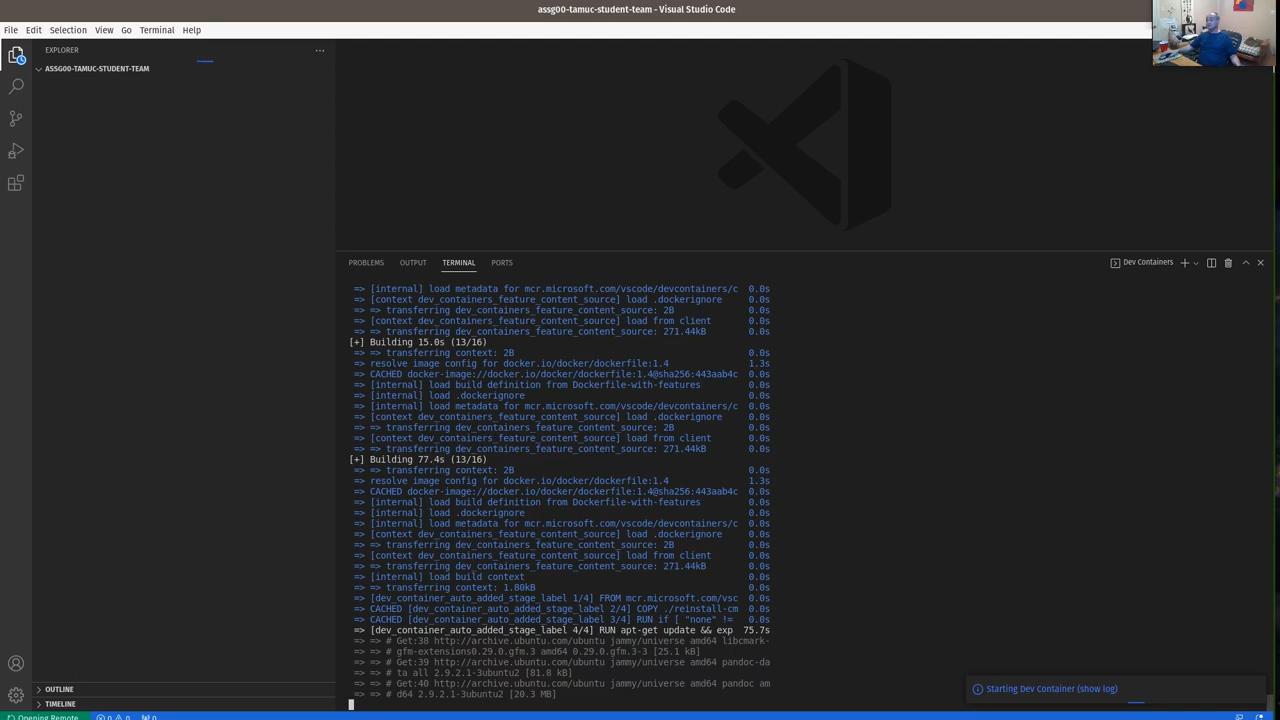 assg00-tamuc-student-team - Visual Studio Code
File Edit Selection View Go Terminal Help
EXPLORER
ASSG00-TAMUC-STUDENT-TEAM
PROBLEMS OUTPUT TERMINAL PORTS
Dev Containers
=> [internal] load metadata for mcr.microsoft.com/vscode/devcontainers/c 0.0s
=> [context dev_containers_feature_content_source] load .dockerignore 0.0s
=> => transferring dev_containers_feature_content_source: 2B 0.0s
=> [context dev_containers_feature_content_source] load from client 0.0s
=> => transferring dev_containers_feature_content_source: 271.44kB 0.0s
[+] Building 15.0s (13/16)
=> => transferring context: 2B 0.0s
=> resolve image config for docker.io/docker/dockerfile:1.4 1.3s
=> CACHED docker-image://docker.io/docker/dockerfile:1.4@sha256:443aab4c 0.0s
=> [internal] load build definition from Dockerfile-with-features 0.0s
=> [internal] load .dockerignore 0.0s
=> [internal] load metadata for mcr.microsoft.com/vscode/devcontainers/c 0.0s
=> [context dev_containers_feature_content_source] load .dockerignore 0.0s
=> => transferring dev_containers_feature_content_source: 2B 0.0s
=> [context dev_containers_feature_content_source] load from client 0.0s
=> => transferring dev_containers_feature_content_source: 271.44kB 0.0s
[+] Building 77.4s (13/16)
=> => transferring context: 2B 0.0s
=> resolve image config for docker.io/docker/dockerfile:1.4 1.3s
=> CACHED docker-image://docker.io/docker/dockerfile:1.4@sha256:443aab4c 0.0s
=> [internal] load build definition from Dockerfile-with-features 0.0s
=> [internal] load .dockerignore 0.0s
=> [internal] load metadata for mcr.microsoft.com/vscode/devcontainers/c 0.0s
=> [context dev_containers_feature_content_source] load .dockerignore 0.0s
=> => transferring dev_containers_feature_content_source: 2B 0.0s
=> [context dev_containers_feature_content_source] load from client 0.0s
=> => transferring dev_containers_feature_content_source: 271.44kB 0.0s
=> [internal] load build context 0.0s
=> => transferring context: 1.80kB 0.0s
=> [dev_container_auto_added_stage_label 1/4] FROM mcr.microsoft.com/vsc 0.0s
=> CACHED [dev_container_auto_added_stage_label 2/4] COPY ./reinstall-cm 0.0s
=> CACHED [dev_container_auto_added_stage_label 3/4] RUN if [ "none" != 0.0s
=> [dev_container_auto_added_stage_label 4/4] RUN apt-get update && exp 75.7s
=> => # Get:38 http://archive.ubuntu.com/ubuntu jammy/universe amd64 libcmark-
=> => # gfm-extensions0.29.0.gfm.3 amd64 0.29.0.gfm.3-3 [25.1 kB]
=> => # Get:39 http://archive.ubuntu.com/ubuntu jammy/universe amd64 pandoc-da
=> => # ta all 2.9.2.1-3ubuntu2 [81.8 kB]
=> => # Get:40 http://archive.ubuntu.com/ubuntu jammy/universe amd64 pandoc am
=> => # d64 2.9.2.1-3ubuntu2 [20.3 MB]
OUTLINE
TIMELINE
Starting Dev Container (show log)
Opening Remote 0 0 0